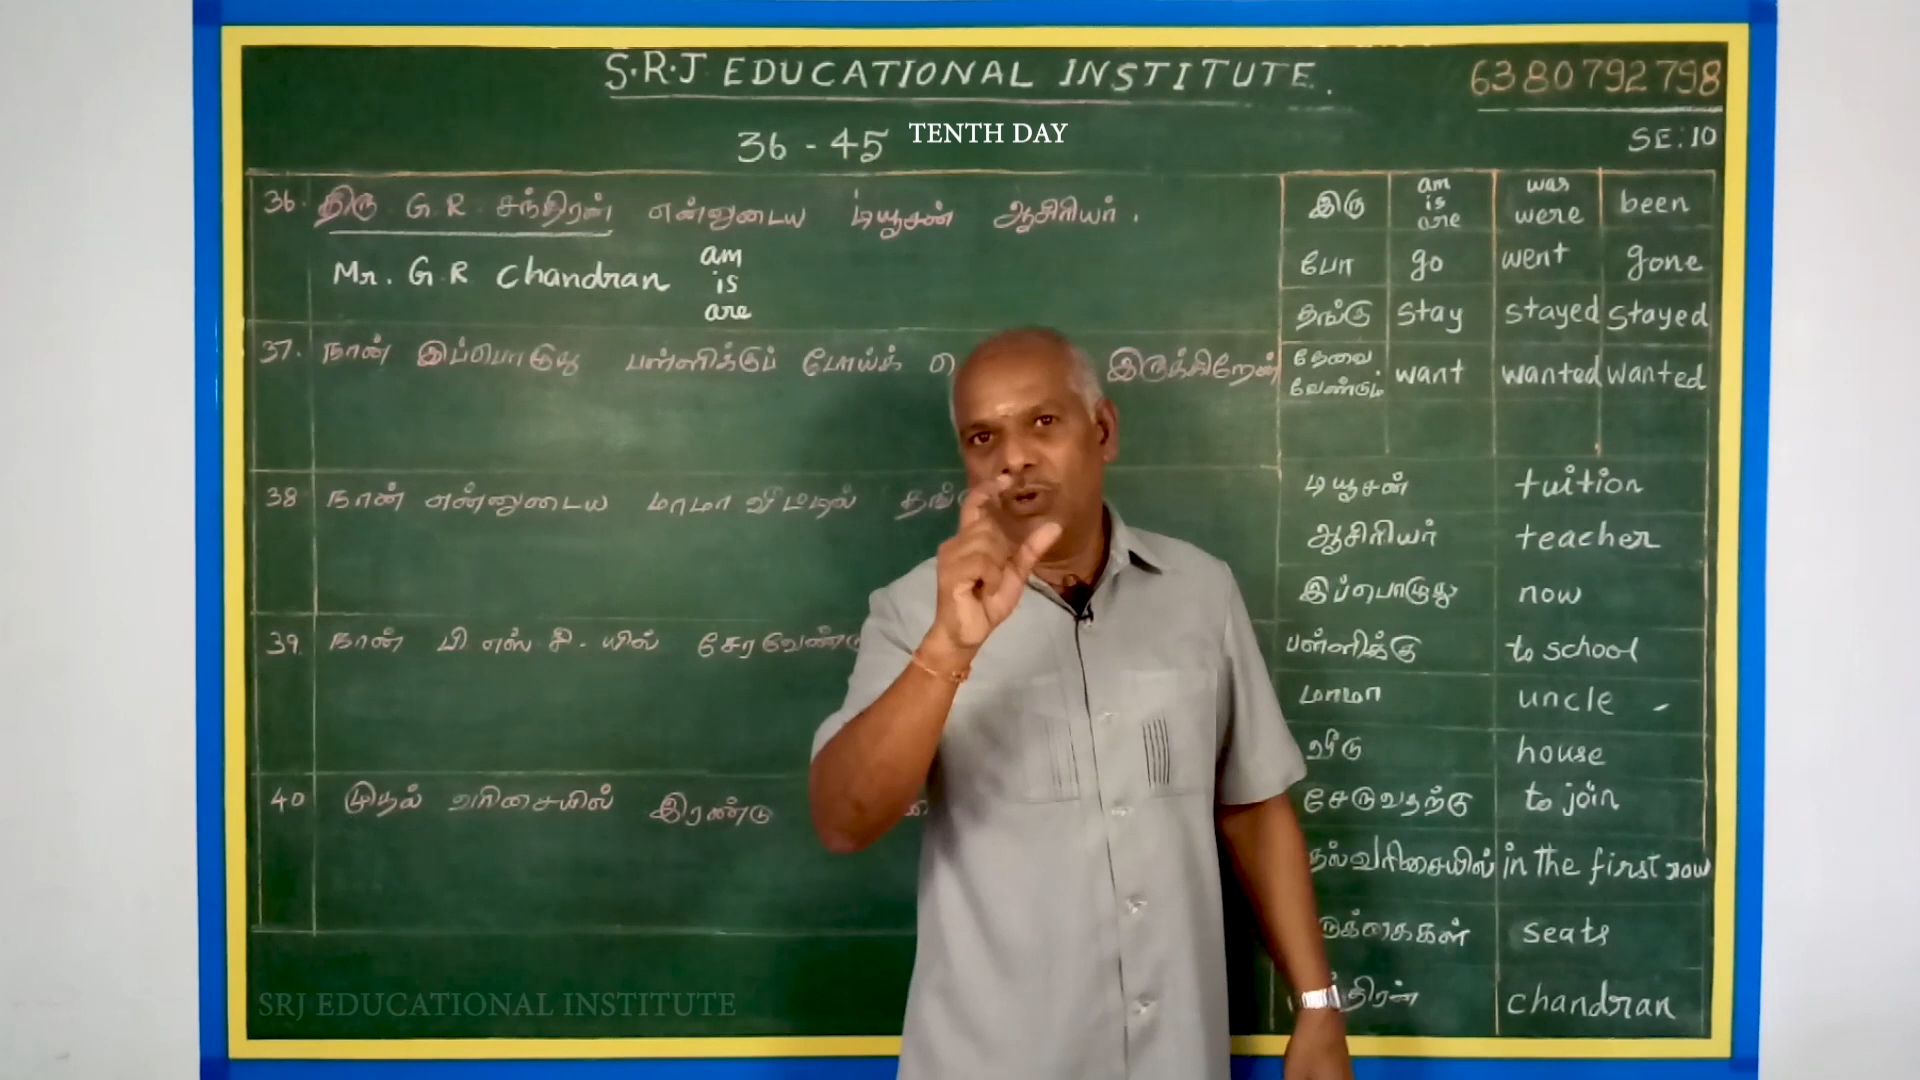 S.R.J EDUCATIONAL INSTITUTE.
6380792798
36 - 45 TENTH DAY
SE:10
36. திரு G.R. சந்திரன் என்னுடைய டியூசன் ஆசிரியர்.
Mr. G.R Chandran
am
is
are
37. நான் இப்பொழுது பள்ளிக்குப் போய்க் இருக்கிறேன்
38 நான் என்னுடைய மாமா வீட்டில்
39. நான் பி.எஸ்.சி.யில்
40 முதல் வரிசையில் இரண்டு
இரு am is are was were been
போ go went gone
தங்கு stay stayed stayed
தேவை வேண்டும் want wanted wanted
டியூசன் tuition
ஆசிரியர் teacher
இப்பொழுது now
பள்ளிக்கு to school
மாமா uncle
வீடு house
சேருவதற்கு to join
in the first row
seats
chandran
SRJ EDUCATIONAL INSTITUTE